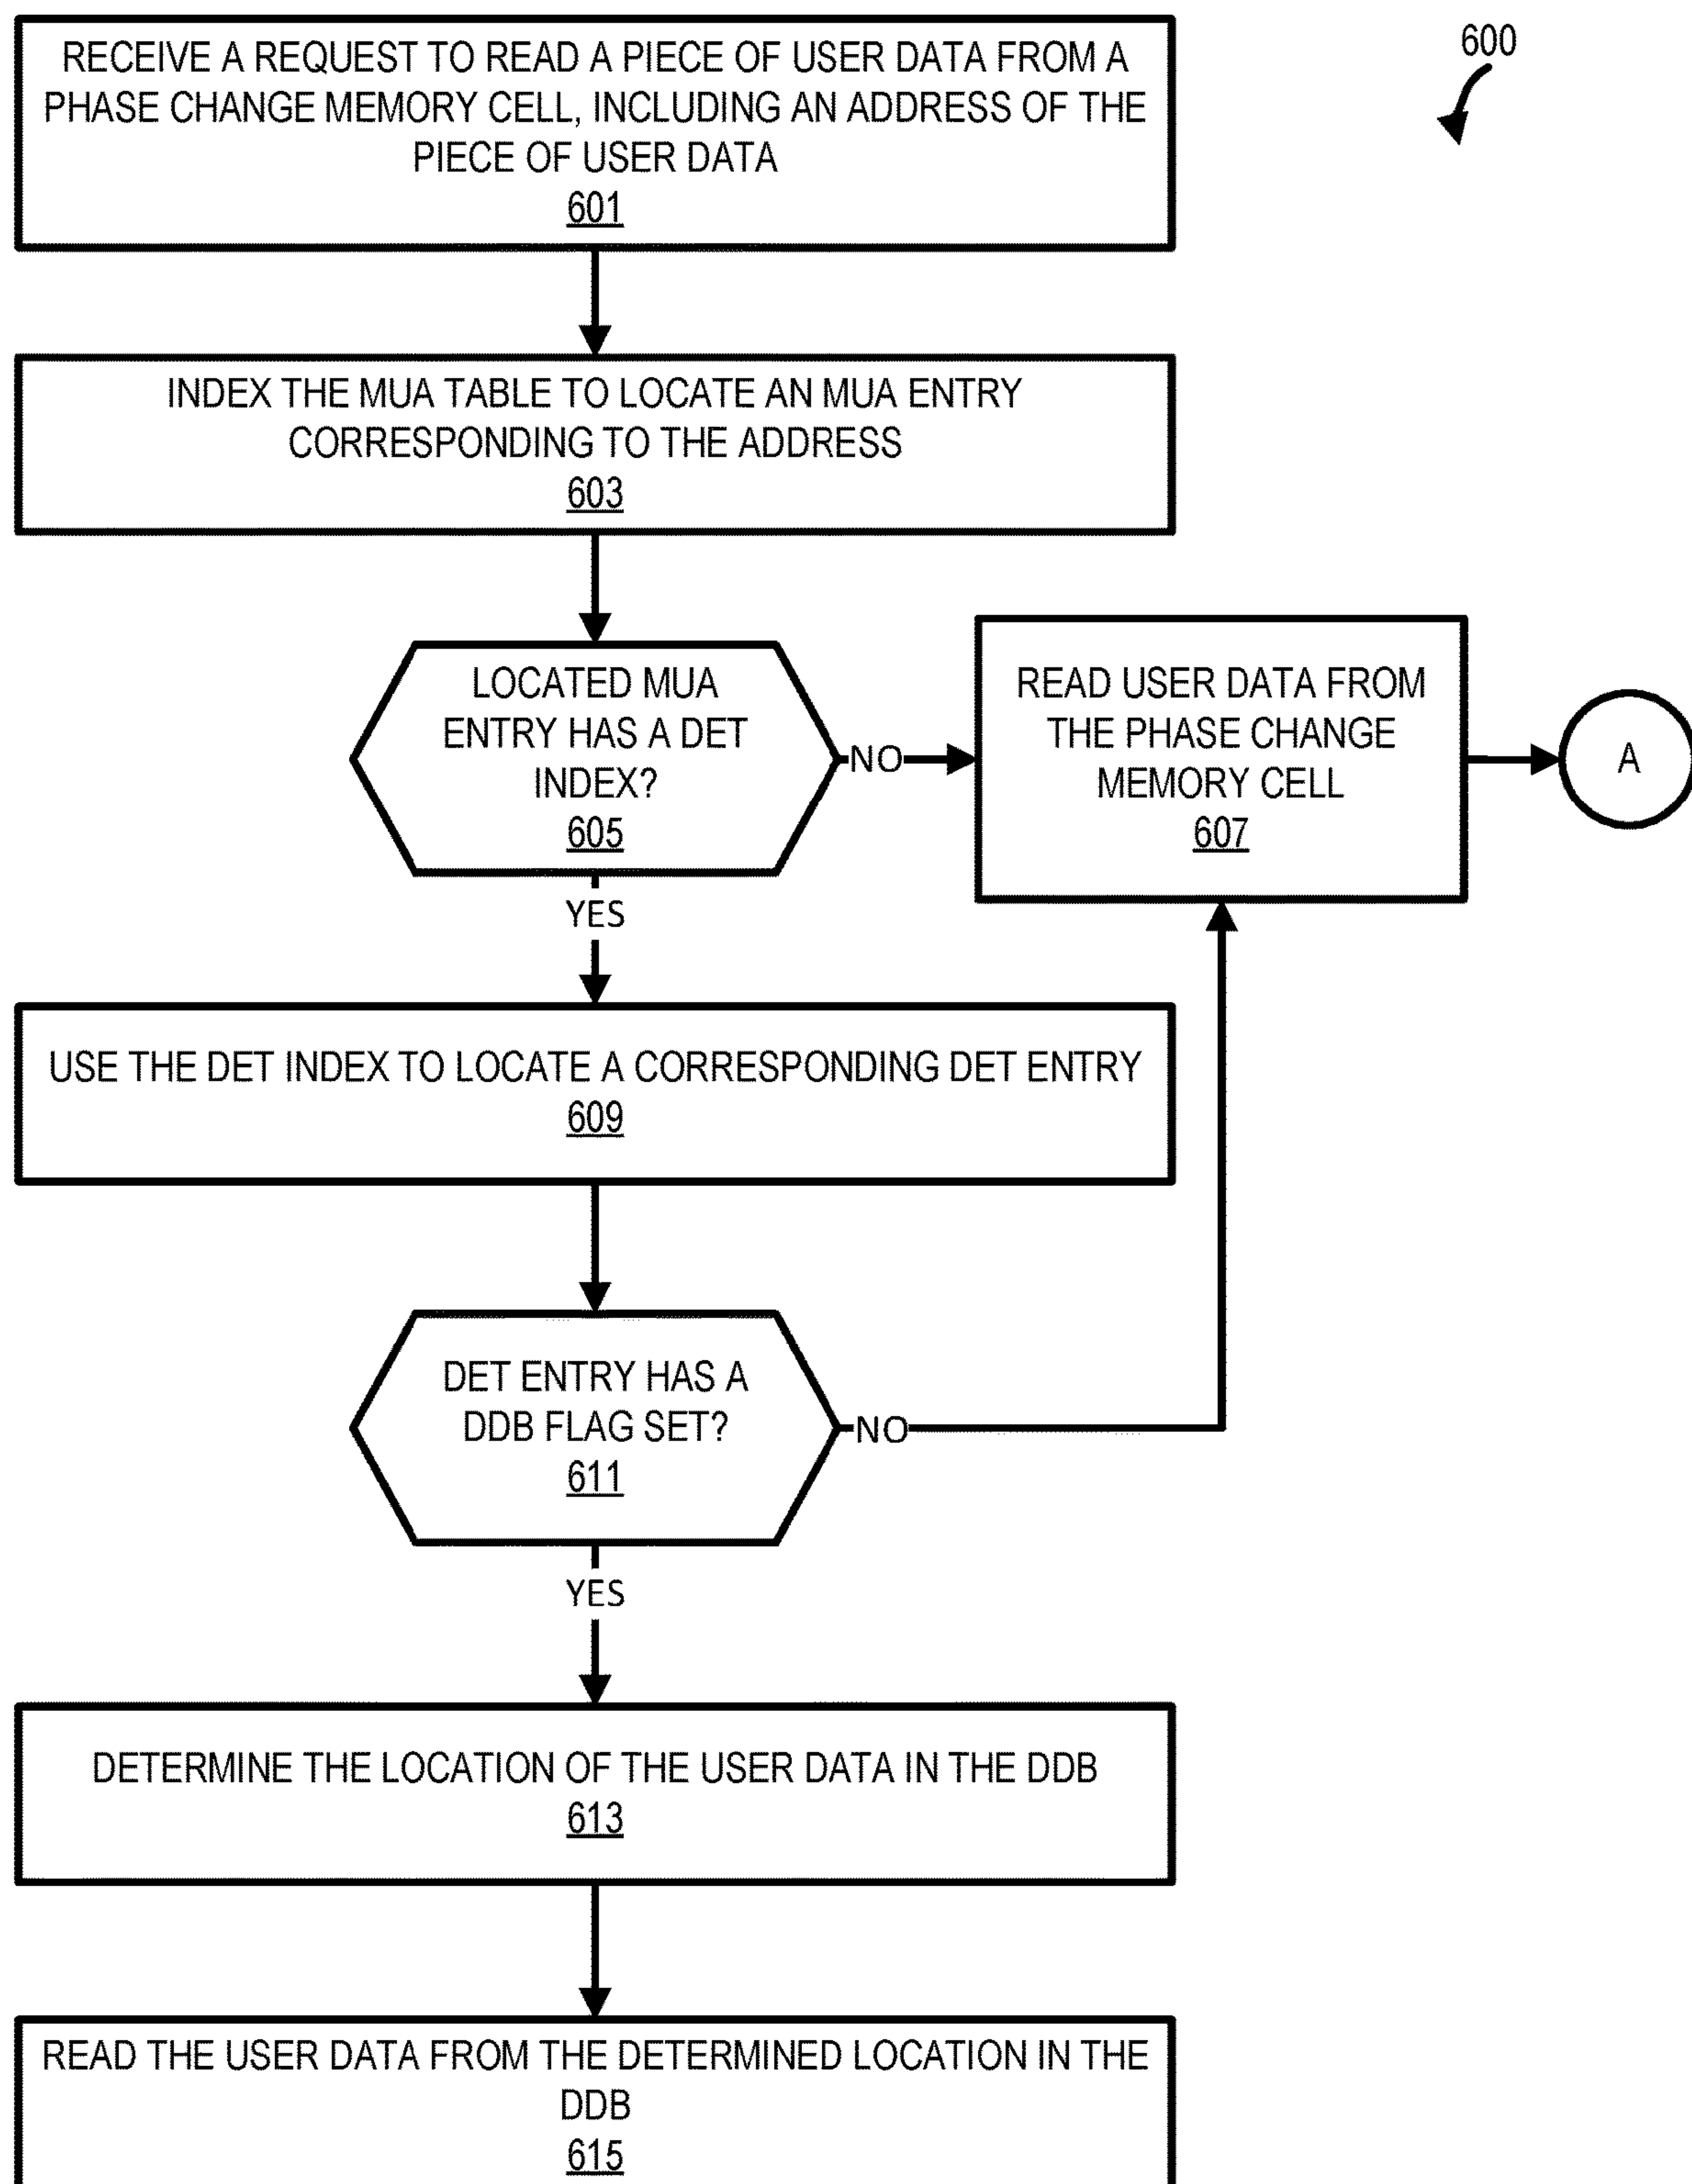 600
RECEIVE A REQUEST TO READ A PIECE OF USER DATA FROM A
PHASE CHANGE MEMORY CELL, INCLUDING AN ADDRESS OF THE
PIECE OF USER DATA
601
INDEX THE MUA TABLE TO LOCATE AN MUA ENTRY
CORRESPONDING TO THE ADDRESS
603
LOCATED MUA
ENTRY HAS A DET
INDEX?
605
NO
READ USER DATA FROM
THE PHASE CHANGE
MEMORY CELL
607
A
YES
USE THE DET INDEX TO LOCATE A CORRESPONDING DET ENTRY
609
DET ENTRY HAS A
DDB FLAG SET?
611
NO
YES
DETERMINE THE LOCATION OF THE USER DATA IN THE DDB
613
READ THE USER DATA FROM THE DETERMINED LOCATION IN THE
DDB
615